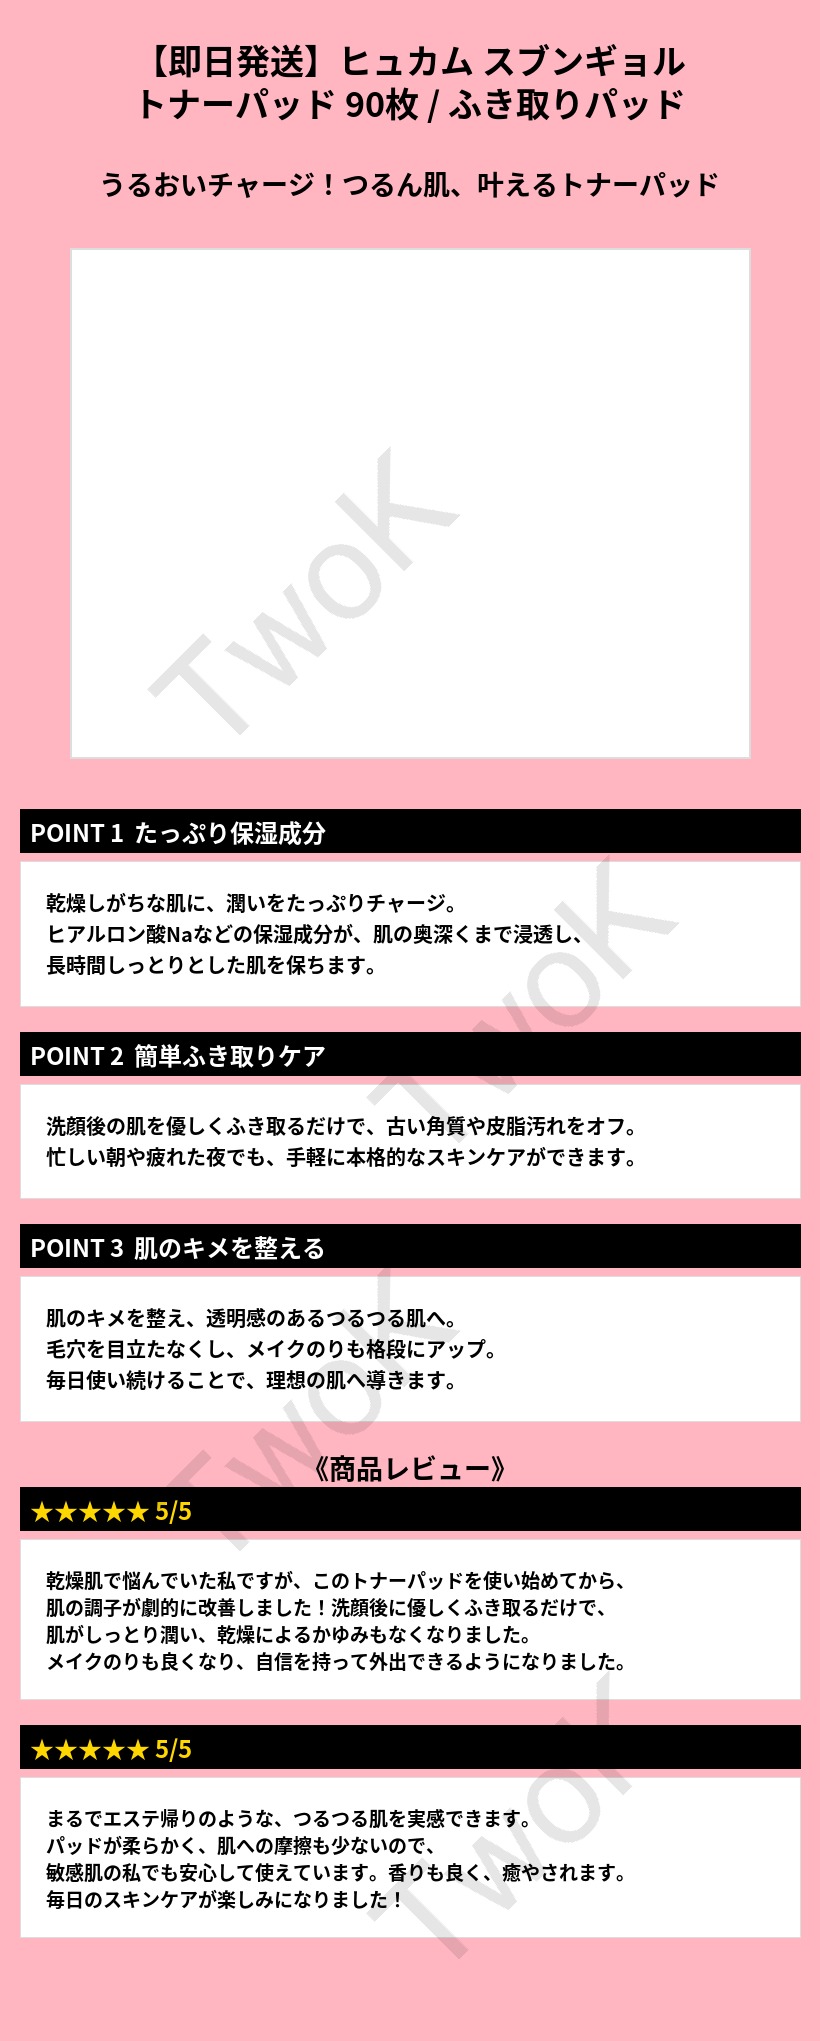 【即日発送】ヒュカム スブンギョル
トナーパッド 90枚 / ふき取りパッド
うるおいチャージ！つるん肌、叶えるトナーパッド
TwoK
POINT 1 たっぷり保湿成分
乾燥しがちな肌に、潤いをたっぷりチャージ。
ヒアルロン酸Naなどの保湿成分が、肌の奥深くまで浸透し、
長時間しっとりとした肌を保ちます。
TwoK
POINT 2 簡単ふき取りケア
洗顔後の肌を優しくふき取るだけで、古い角質や皮脂汚れをオフ。
忙しい朝や疲れた夜でも、手軽に本格的なスキンケアができます。
POINT 3 肌のキメを整える
肌のキメを整え、透明感のあるつるつる肌へ。
毛穴を目立たなくし、メイクのりも格段にアップ。
毎日使い続けることで、理想の肌へ導きます。
TwoK
《商品レビュー》
★★★★★ 5/5
乾燥肌で悩んでいた私ですが、このトナーパッドを使い始めてから、
肌の調子が劇的に改善しました！洗顔後に優しくふき取るだけで、
肌がしっとり潤い、乾燥によるかゆみもなくなりました。
メイクのりも良くなり、自信を持って外出できるようになりました。
★★★★★ 5/5
まるでエステ帰りのような、つるつる肌を実感できます。
パッドが柔らかく、肌への摩擦も少ないので、
敏感肌の私でも安心して使えています。香りも良く、癒やされます。
毎日のスキンケアが楽しみになりました！
TwoK